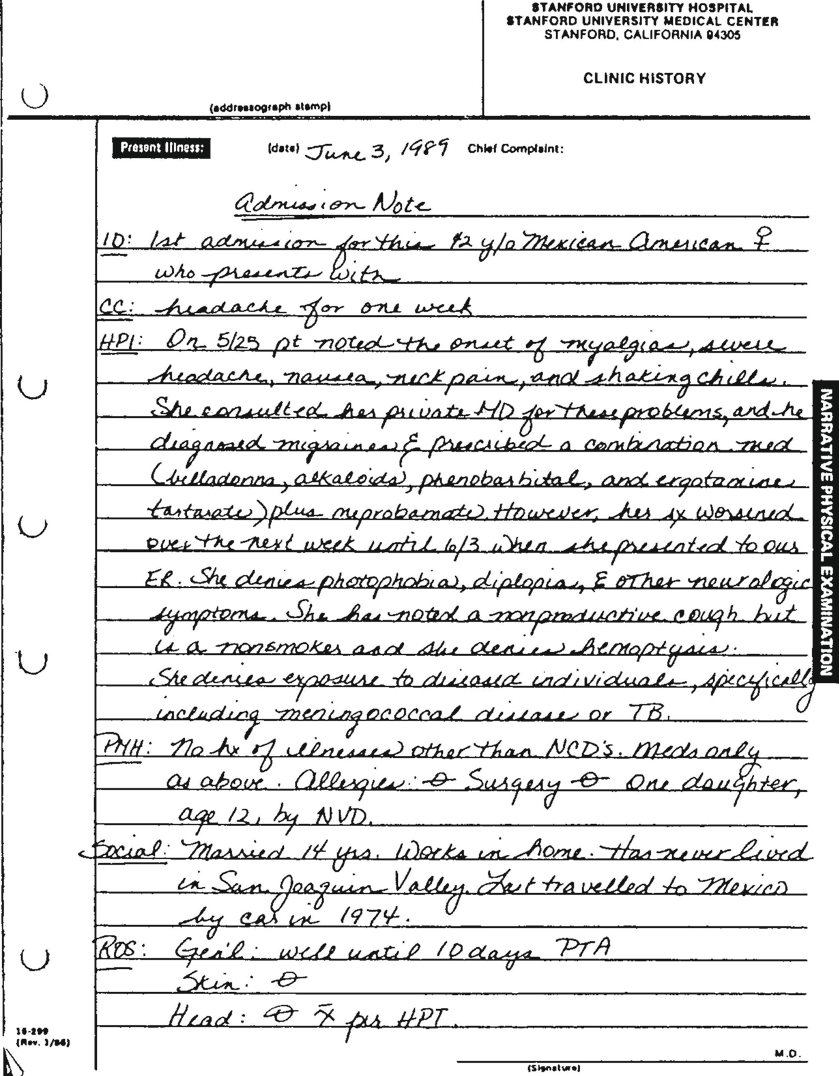 STANFORD UNIVERSITY HOSPITAL
STANFORD UNIVERSITY MEDICAL CENTER
STANFORD, CALIFORNIA 94305
CLINIC HISTORY
(addressograph stamp)
Present Illness: (date) June 3, 1989 Chief Complaint:
Admission Note
ID: 1st admission for this 42 y/o Mexican American ♀
who presents with
CC: headache for one week
HPI: On 5/25 pt noted the onset of myalgias, severe
headache, nausea, neck pain, and shaking chills.
She consulted her private MD for these problems, and he
diagnosed migraines & prescribed a combination med
(belladonna, alkaloids, phenobarbital, and ergotamine
tartarate) plus meprobamate. However, her sx worsened
over the next week until 6/3 when she presented to our
ER. She denies photophobia, diplopia, & other neurologic
symptoms. She has noted a nonproductive cough but
is a nonsmoker and she denies hemoptysis.
She denies exposure to diseased individuals, specifically
including meningococcal disease or TB.
PMH: No hx of illnesses other than NCD's. Meds only
as above. Allergies: ⊖ Surgery ⊖ One daughter,
age 12, by NVD.
Social: Married 14 yrs. Works in home. Has never lived
in San Joaquin Valley. Last travelled to Mexico
by car in 1974.
ROS: Gen'l: well until 10 days PTA
Skin: ⊖
Head: ⊖ x̄ per HPI.
NARRATIVE PHYSICAL EXAMINATION
15-299
(Rev. 1/86)
M.D.
(Signature)